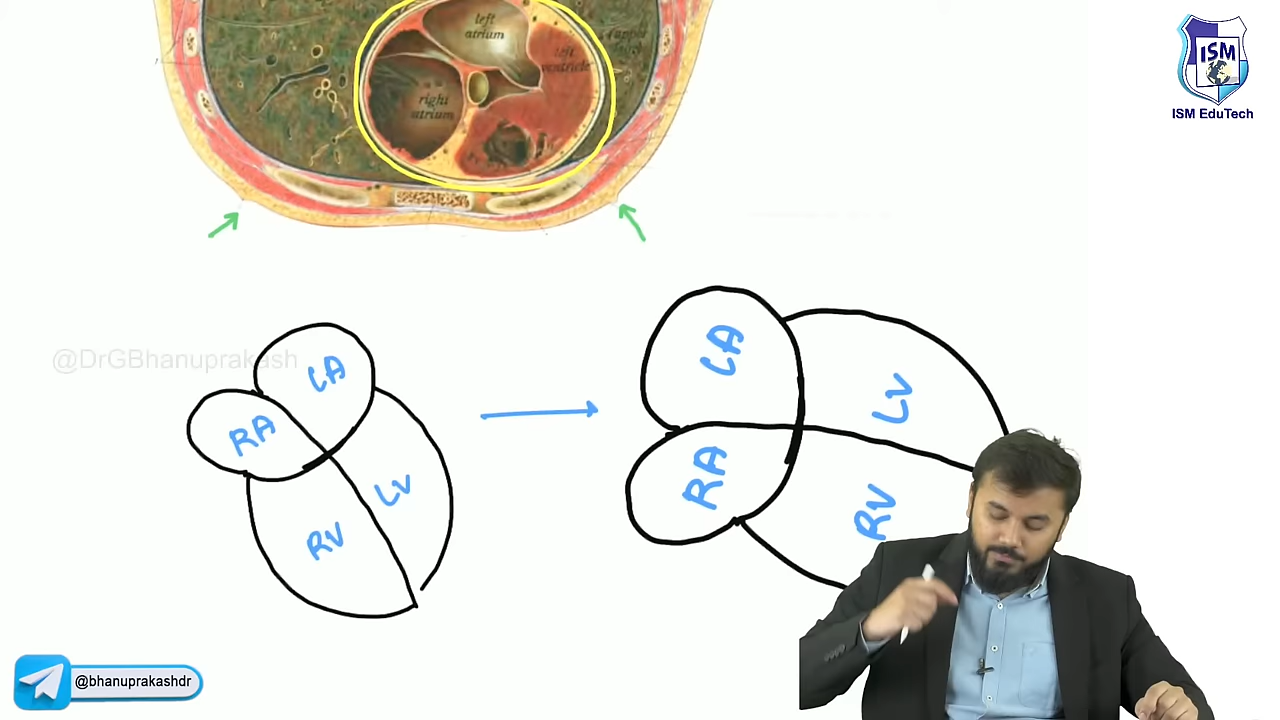 left
atrium
left
ventricle
(upper
right
atrium
ISM
ISM EduTech
@DrGBhanuprakash
LA
RA
LV
RV
LA
LV
RA
RV
@bhanuprakashdr